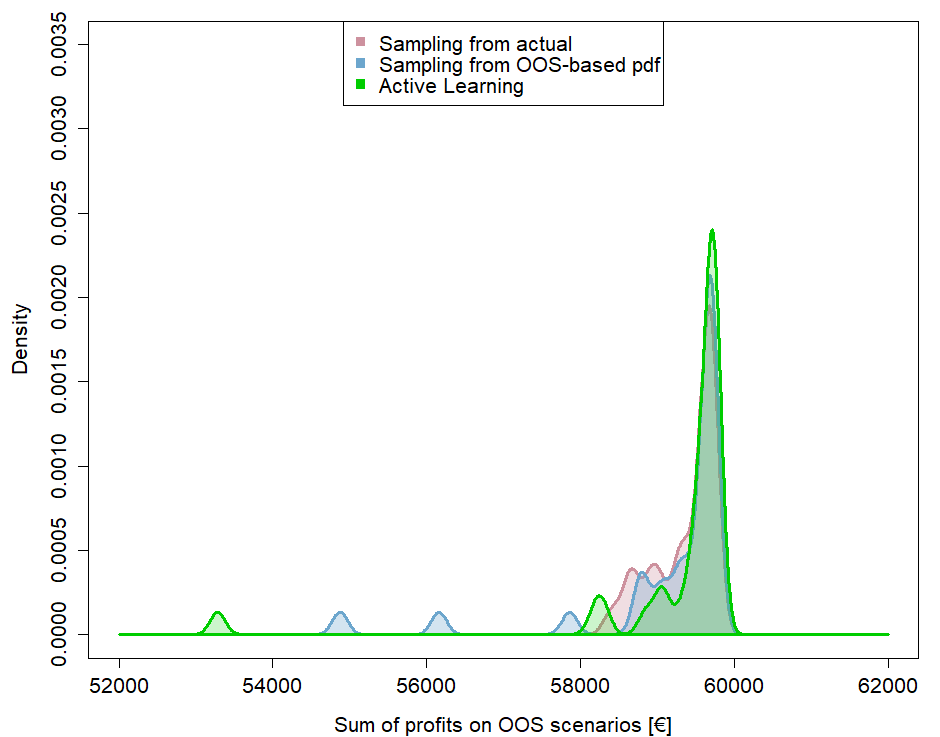 Sampling from actual
Sampling from OOS-based pdf
Active Learning
0.0035
0.0030
0.0025
0.0020
0.0015
0.0010
0.0005
0.0000
Density
52000 54000 56000 58000 60000 62000
Sum of profits on OOS scenarios [€]